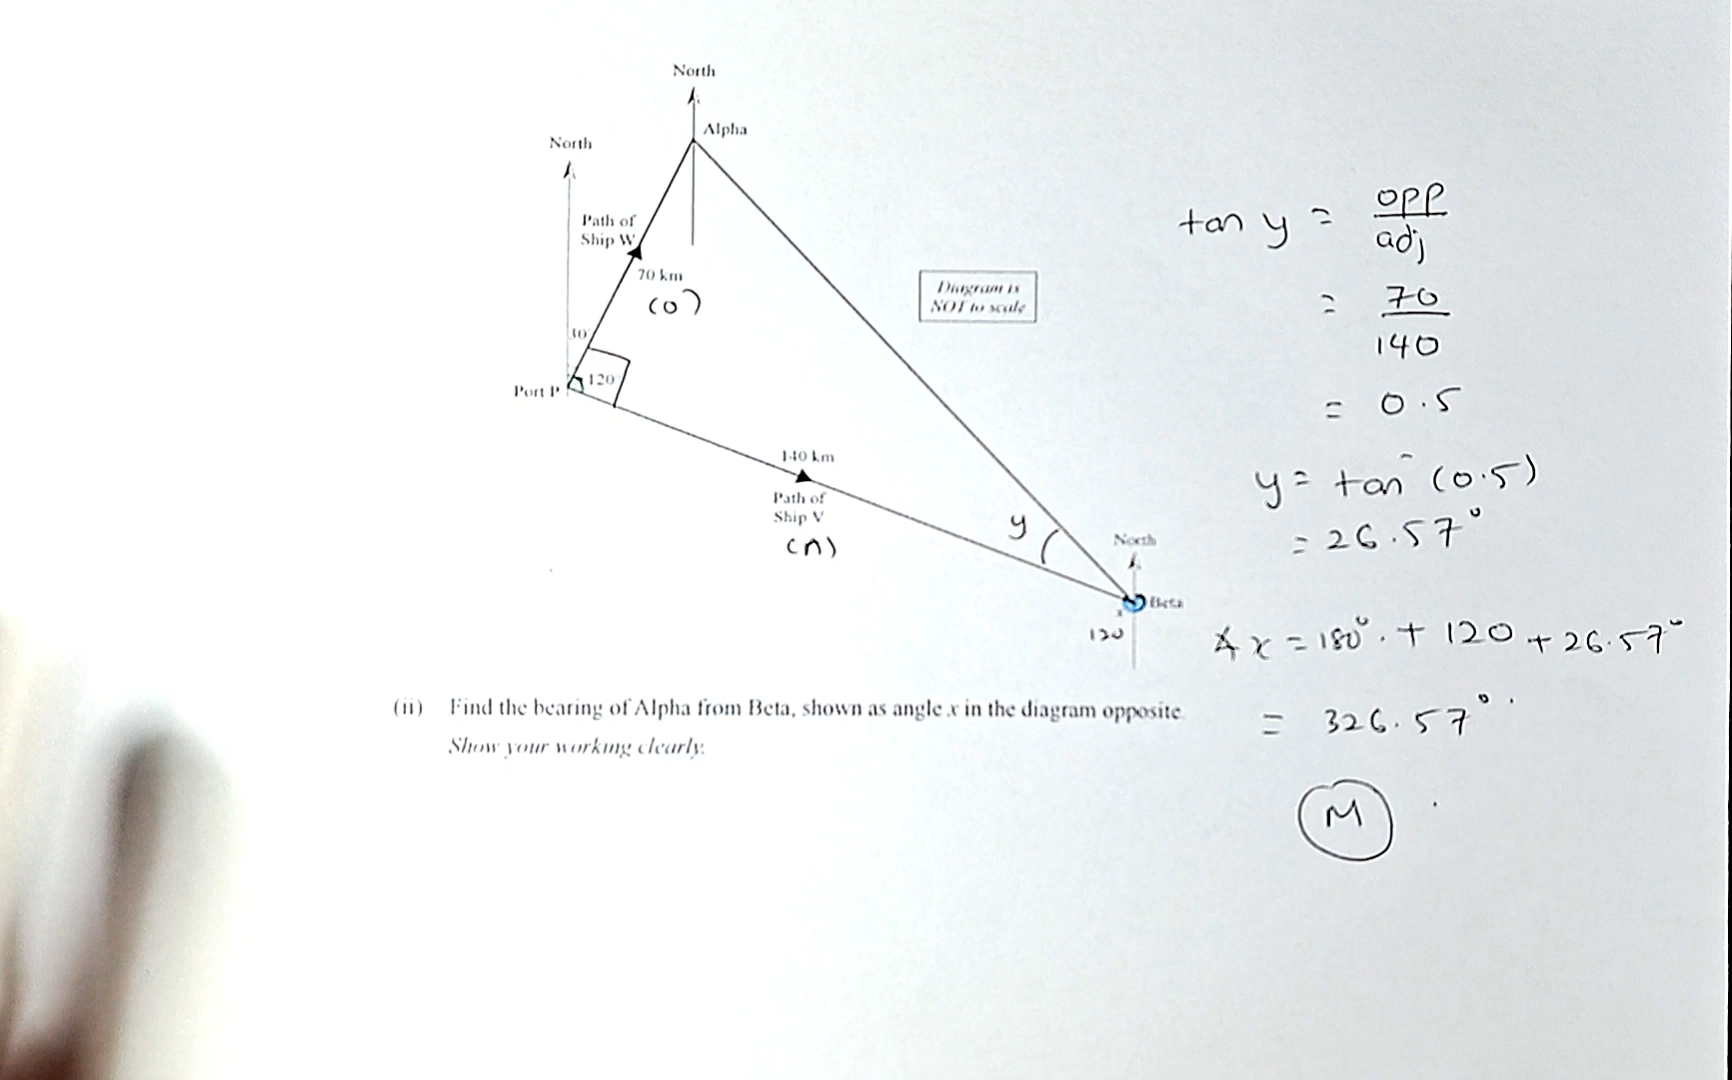 North
Alpha
North
Path of
Ship W
70 km
(o)
30°
120
Port P
Diagram is
NOT to scale
140 km
Path of
Ship V
(A)
y
North
Beta
x
120
(ii) Find the bearing of Alpha from Beta, shown as angle x in the diagram opposite.
Show your working clearly.
tan y = opp/adj
= 70/140
= 0.5
y = tan⁻ (0.5)
= 26.57°
∡x = 180° + 120 + 26.57°
= 326.57°
M